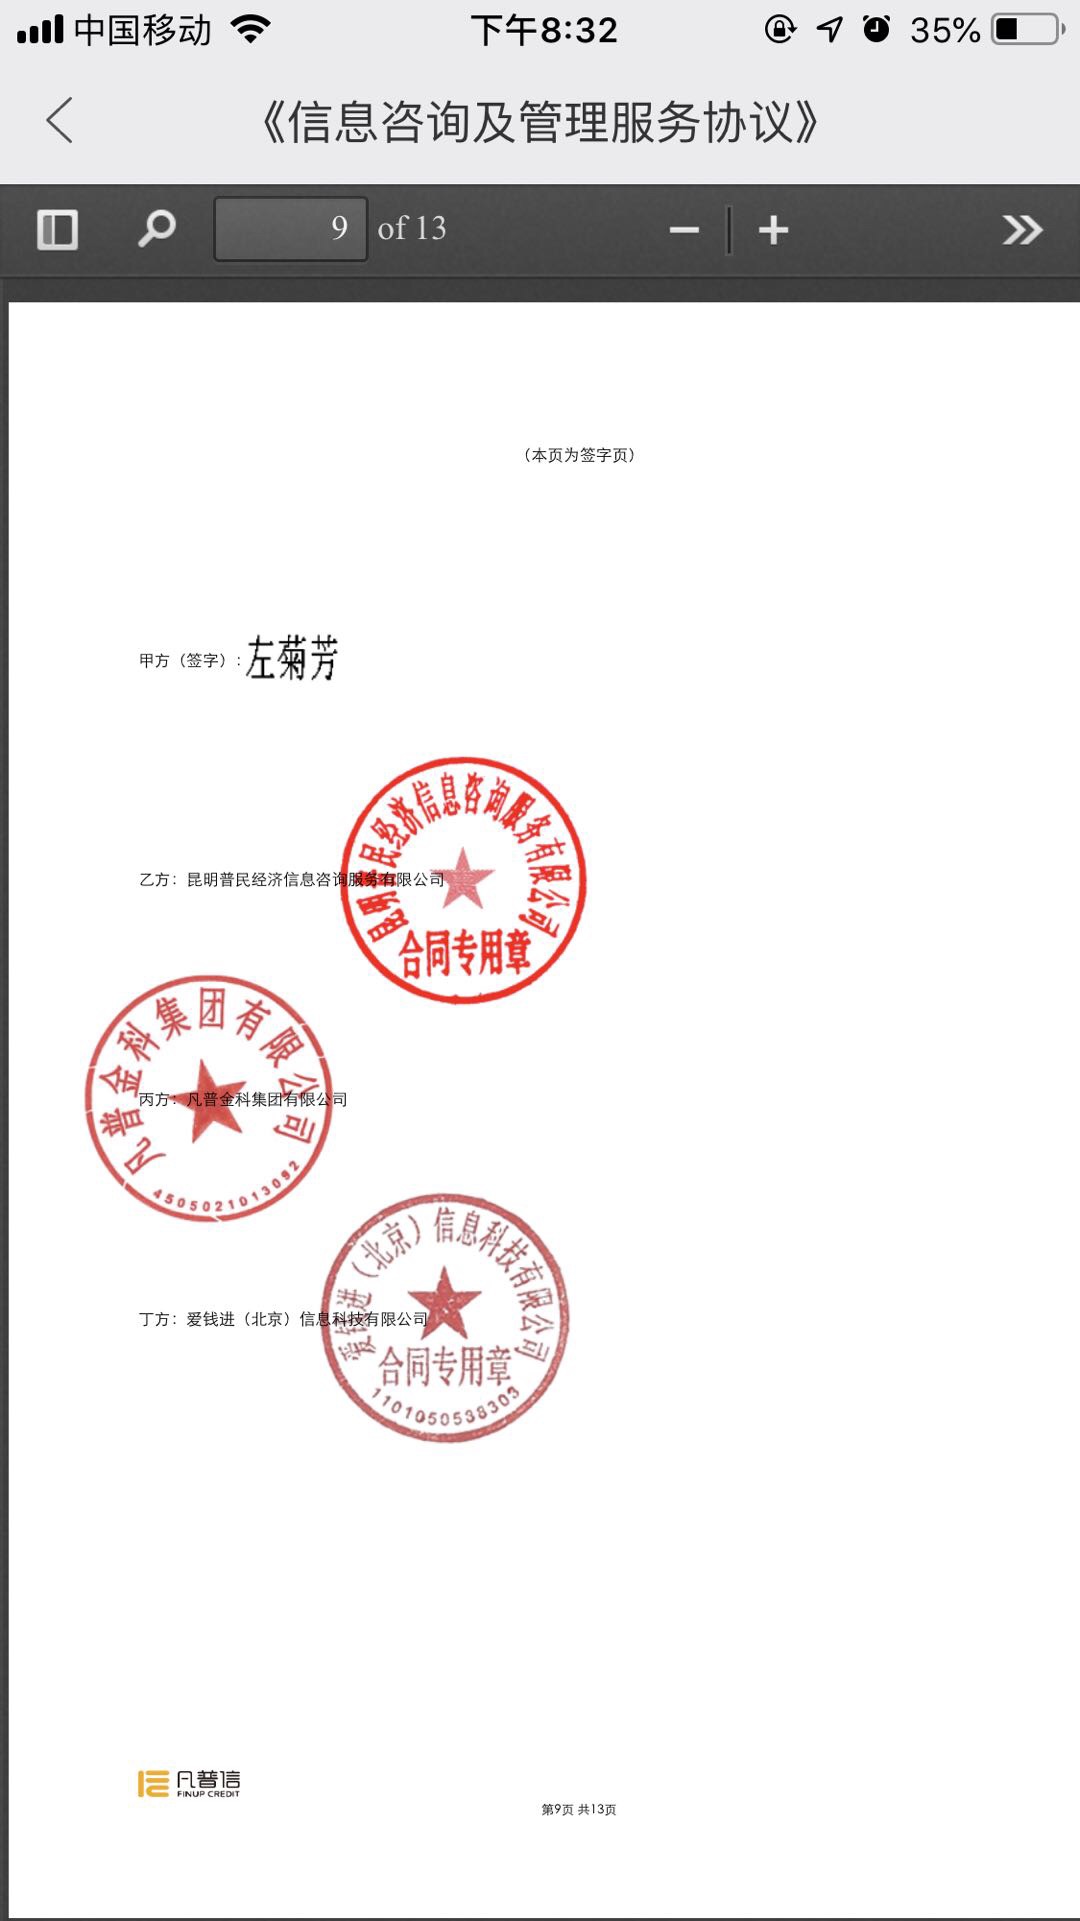 中国移动 下午8:32 35%
《信息咨询及管理服务协议》
9 of 13
（本页为签字页）
甲方（签字）: 左菊芳
昆明普民经济信息咨询服务有限公司
乙方：昆明普民经济信息咨询服务有限公司
合同专用章
凡普金科集团有限公司
丙方：凡普金科集团有限公司
4505021013092
爱钱进（北京）信息科技有限公司
丁方：爱钱进（北京）信息科技有限公司
合同专用章
1101050538303
凡普信
FINUP CREDIT
第9页 共13页